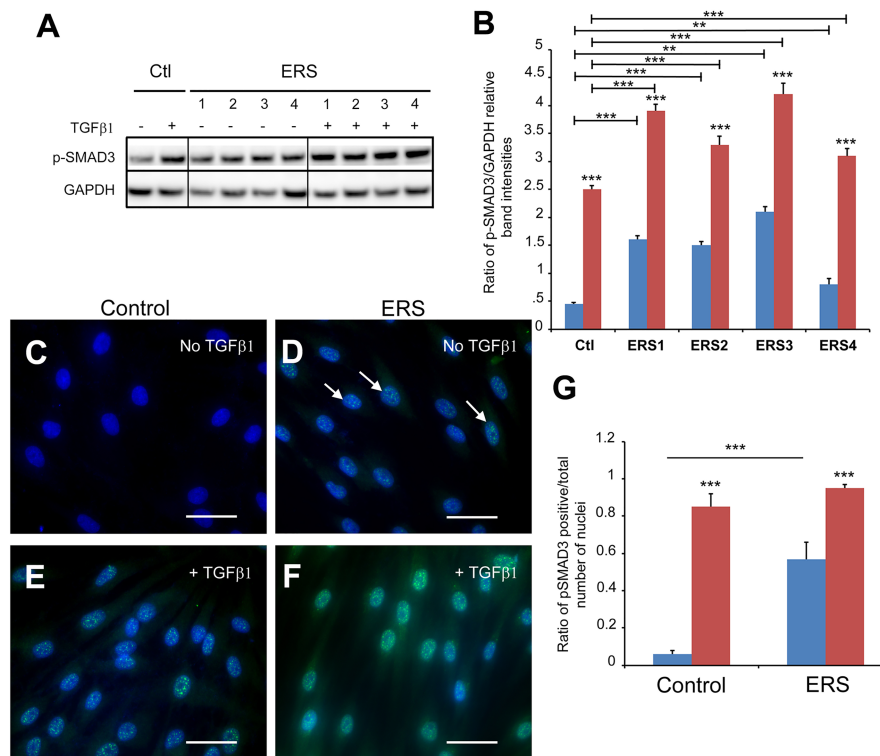 A
Ctl ERS
1 2 3 4 1 2 3 4
TGFβ1 - + - - - - + + + +
p-SMAD3
GAPDH
B
***
**
***
**
***
***
***
***
*** *** *** *** ***
Ratio of p-SMAD3/GAPDH relative
band intensities
5
4.5
4
3.5
3
2.5
2
1.5
1
.5
0
Ctl ERS1 ERS2 ERS3 ERS4
Control ERS
C No TGFβ1
D No TGFβ1
E + TGFβ1
F + TGFβ1
G
Ratio of pSMAD3 positive/total
number of nuclei
1.2
1
0.8
0.6
0.4
0.2
0
***
*** ***
Control ERS